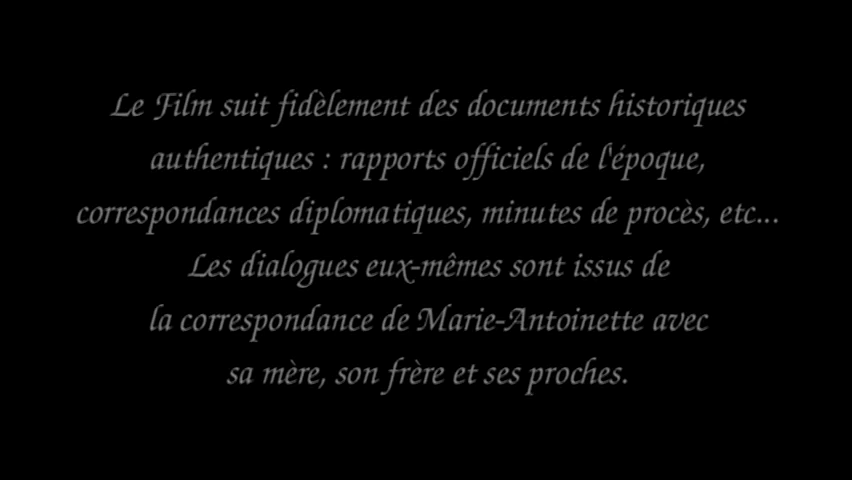 Le Film suit fidèlement des documents historiques
authentiques : rapports officiels de l'époque,
correspondances diplomatiques, minutes de procès, etc...
Les dialogues eux-mêmes sont issus de
la correspondance de Marie-Antoinette avec
sa mère, son frère et ses proches.